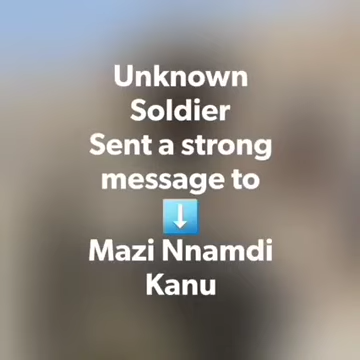 Unknown
Soldier
Sent a strong
message to
⬇️
Mazi Nnamdi
Kanu